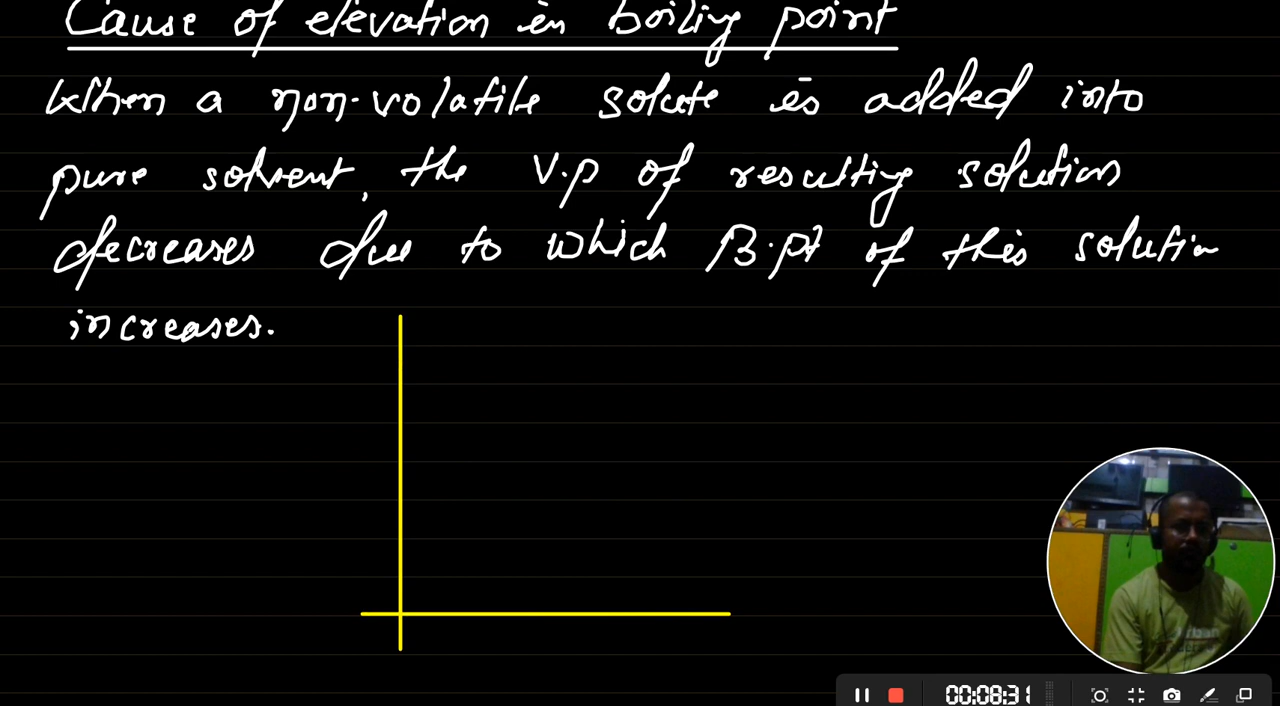 Cause of elevation in boiling point
When a non-volatile solute is added into
pure solvent, the V.p of resulting solution
decreases due to which B.pt of this solution
increases.
00:08:31